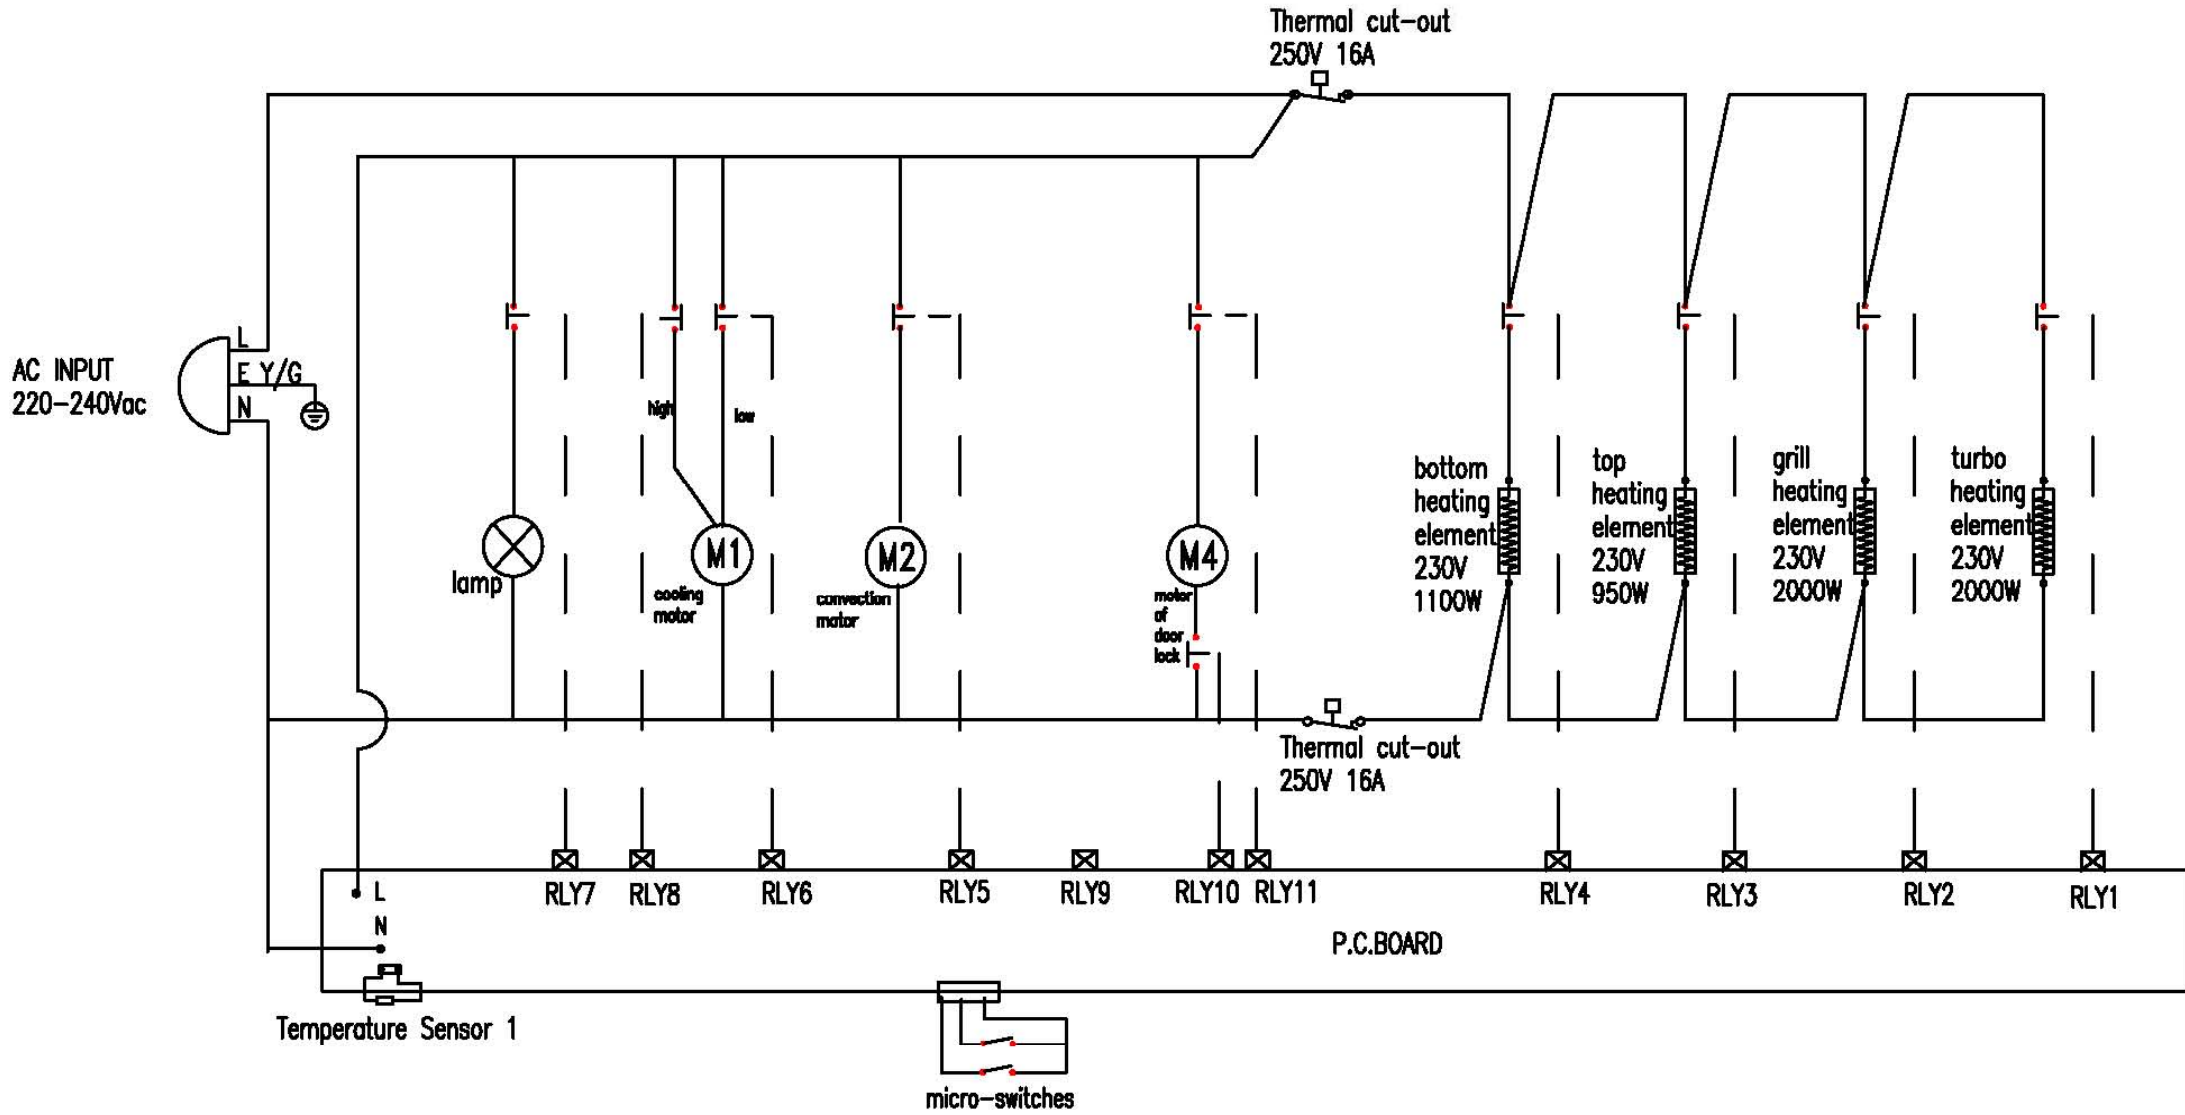 Thermal cut-out
250V 16A
AC INPUT
220-240Vac
L
E Y/G
N
high
low
lamp
M1
cooling
motor
M2
convection
motor
M4
motor
of
door
lock
bottom
heating
element
230V
1100W
top
heating
element
230V
950W
grill
heating
element
230V
2000W
turbo
heating
element
230V
2000W
Thermal cut-out
250V 16A
L
N
RLY7
RLY8
RLY6
RLY5
RLY9
RLY10
RLY11
RLY4
RLY3
RLY2
RLY1
P.C.BOARD
Temperature Sensor 1
micro-switches